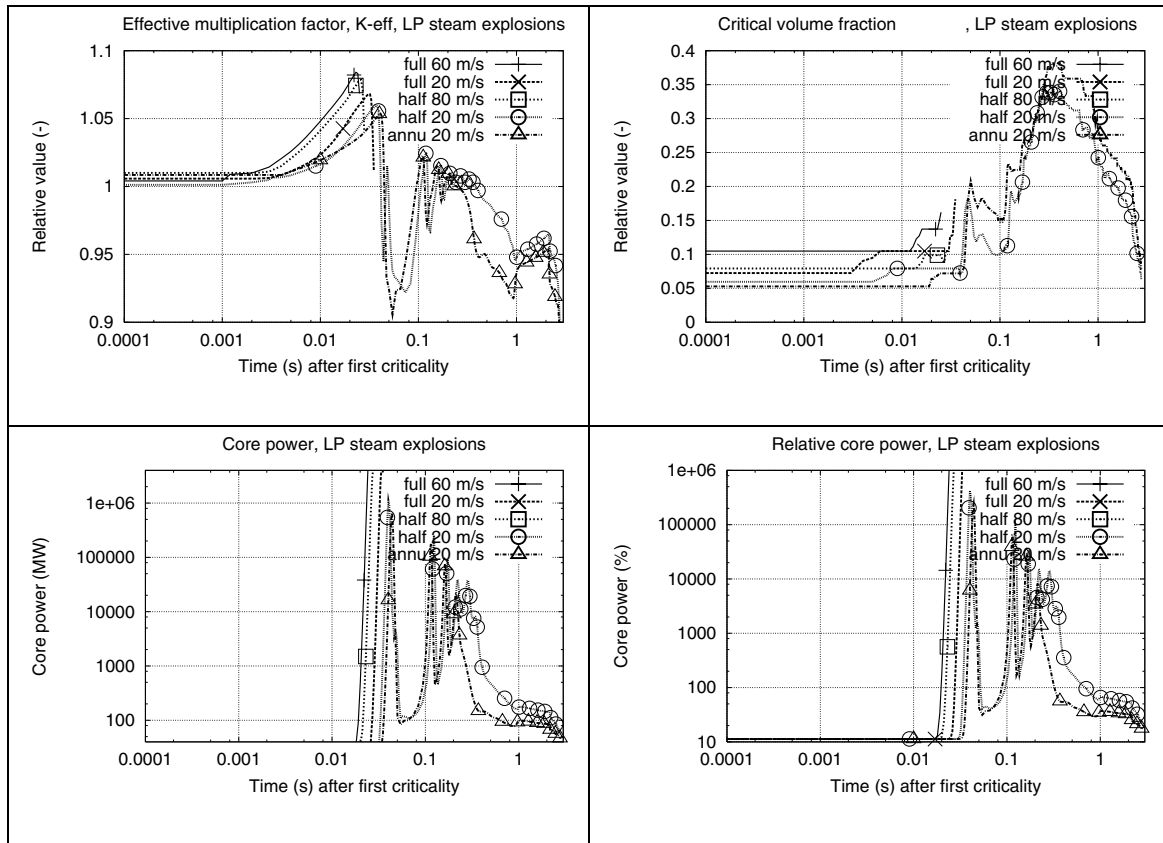 Effective multiplication factor, K-eff, LP steam explosions
1.1
1.05
1
0.95
0.9
Relative value (-)
full 60 m/s
full 20 m/s
half 80 m/s
half 20 m/s
annu 20 m/s
0.0001 0.001 0.01 0.1 1
Time (s) after first criticality
Critical volume fraction , LP steam explosions
0.4
0.35
0.3
0.25
0.2
0.15
0.1
0.05
0
Relative value (-)
full 60 m/s
full 20 m/s
half 80 m/s
half 20 m/s
annu 20 m/s
0.0001 0.001 0.01 0.1 1
Time (s) after first criticality
Core power, LP steam explosions
1e+06
100000
10000
1000
100
Core power (MW)
full 60 m/s
full 20 m/s
half 80 m/s
half 20 m/s
annu 20 m/s
0.0001 0.001 0.01 0.1 1
Time (s) after first criticality
Relative core power, LP steam explosions
1e+06
100000
10000
1000
100
10
Core power (%)
full 60 m/s
full 20 m/s
half 80 m/s
half 20 m/s
annu 20 m/s
0.0001 0.001 0.01 0.1 1
Time (s) after first criticality